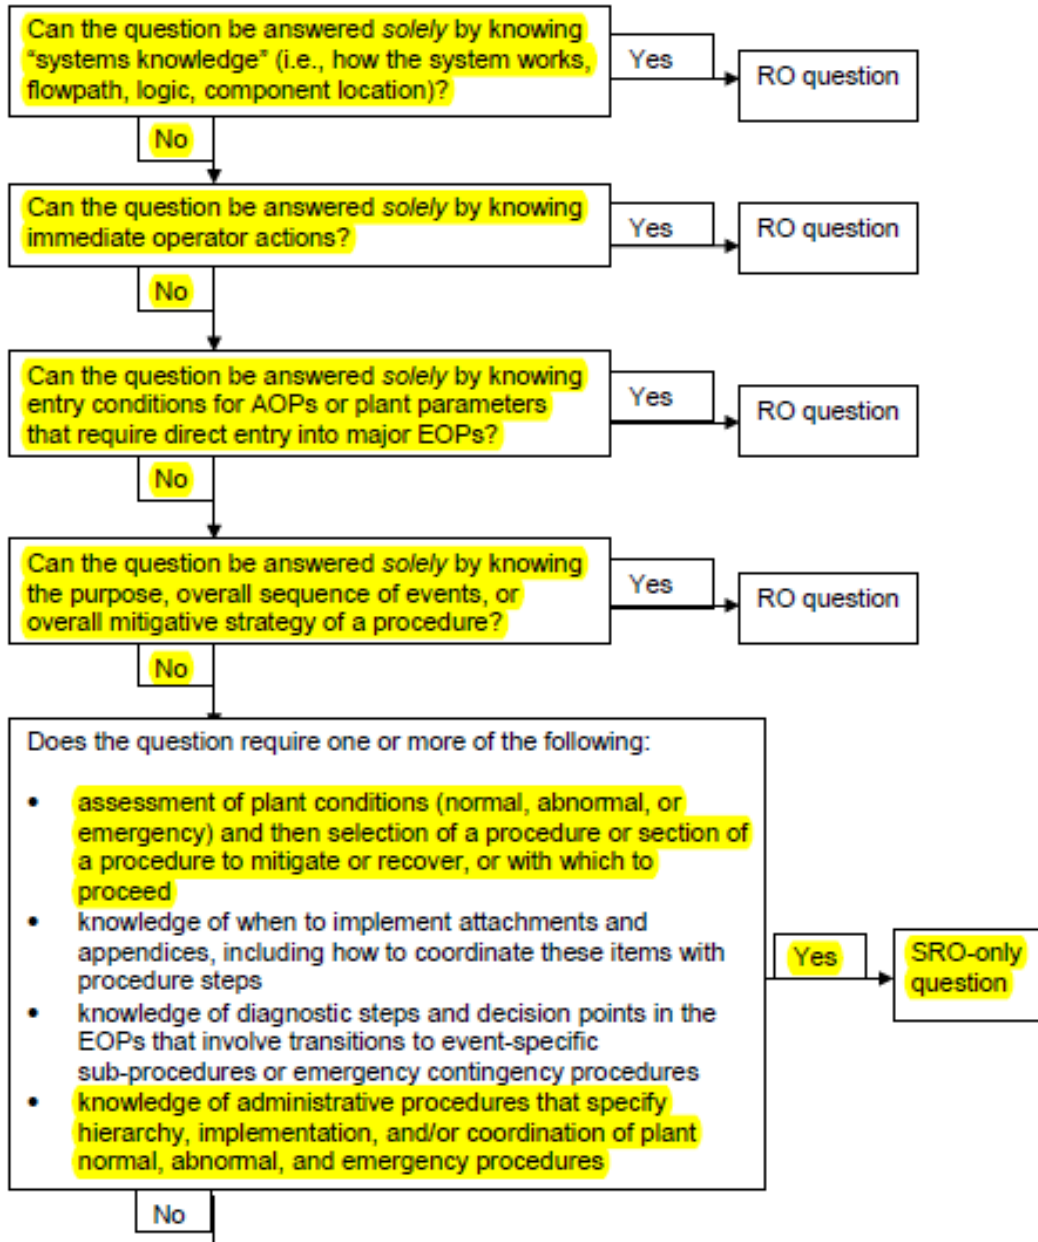 Can the question be answered solely by knowing
“systems knowledge” (i.e., how the system works,
flowpath, logic, component location)?
Yes
RO question
No
Can the question be answered solely by knowing
immediate operator actions?
Yes
RO question
No
Can the question be answered solely by knowing
entry conditions for AOPs or plant parameters
that require direct entry into major EOPs?
Yes
RO question
No
Can the question be answered solely by knowing
the purpose, overall sequence of events, or
overall mitigative strategy of a procedure?
Yes
RO question
No
Does the question require one or more of the following:
• assessment of plant conditions (normal, abnormal, or
emergency) and then selection of a procedure or section of
a procedure to mitigate or recover, or with which to
proceed
• knowledge of when to implement attachments and
appendices, including how to coordinate these items with
procedure steps
• knowledge of diagnostic steps and decision points in the
EOPs that involve transitions to event-specific
sub-procedures or emergency contingency procedures
• knowledge of administrative procedures that specify
hierarchy, implementation, and/or coordination of plant
normal, abnormal, and emergency procedures
Yes
SRO-only
question
No